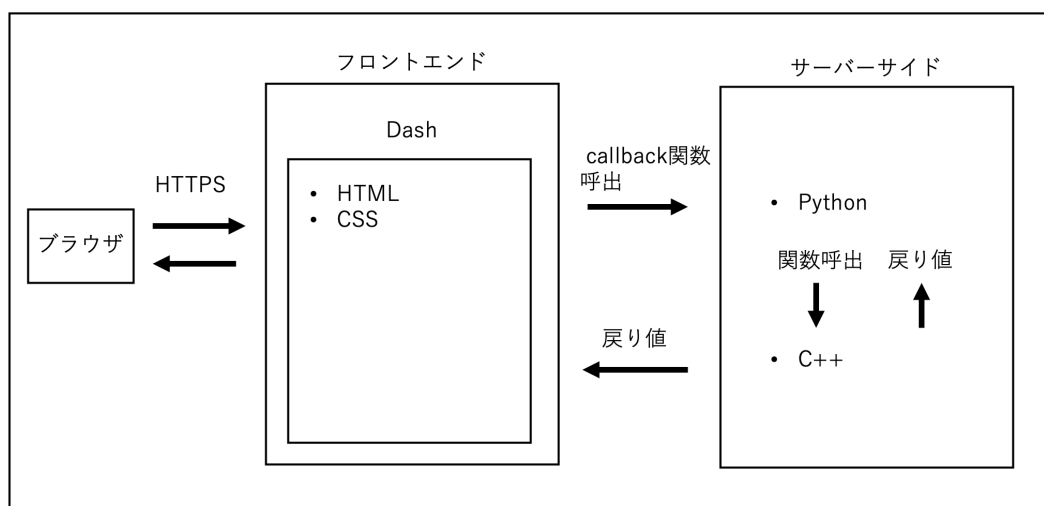 フロントエンド
サーバーサイド
Dash
HTTPS
• HTML
• CSS
ブラウザ
callback関数
呼出
戻り値
• Python
関数呼出
戻り値
• C++